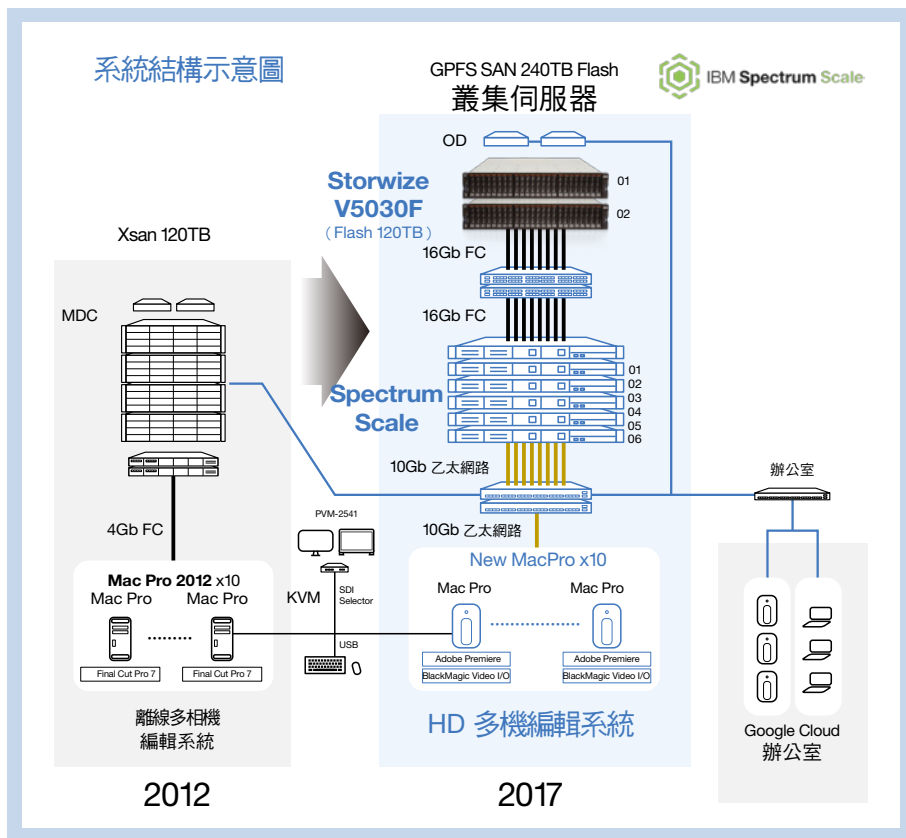 系統結構示意圖
GPFS SAN 240TB Flash
叢集伺服器
IBM Spectrum Scale
OD
Storwize
V5030F
（Flash 120TB）
01
02
16Gb FC
16Gb FC
Xsan 120TB
MDC
Spectrum
Scale
01
02
03
04
05
06
10Gb 乙太網路
10Gb 乙太網路
辦公室
4Gb FC
PVM-2541
KVM
SDI
Selector
USB
Mac Pro 2012 x10
Mac Pro
Mac Pro
Final Cut Pro 7
Final Cut Pro 7
離線多相機
編輯系統
2012
New MacPro x10
Mac Pro
Mac Pro
Adobe Premiere
Adobe Premiere
BlackMagic Video I/O
BlackMagic Video I/O
HD 多機編輯系統
2017
Google Cloud
辦公室